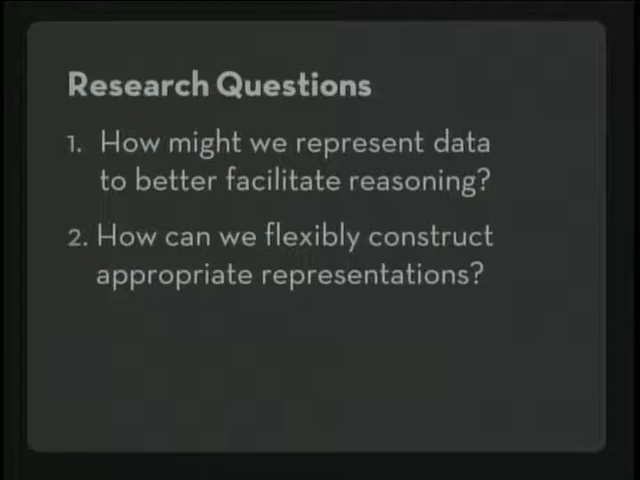 Research Questions
1. How might we represent data
to better facilitate reasoning?
2. How can we flexibly construct
appropriate representations?